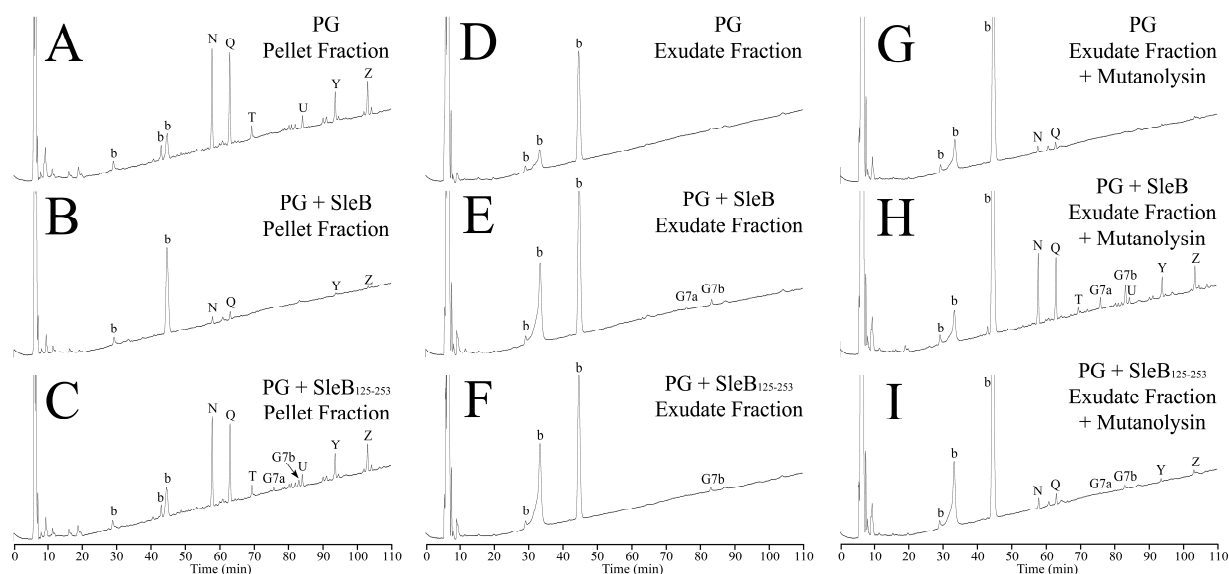 A
PG
Pellet Fraction
N
Q
b
b
b
T
U
Y
Z
D
PG
Exudate Fraction
b
b
b
G
PG
Exudate Fraction
+ Mutanolysin
b
b
b
N
Q
B
PG + SleB
Pellet Fraction
b
b
N
Q
Y
Z
E
PG + SleB
Exudate Fraction
b
b
b
G7a
G7b
H
PG + SleB
Exudate Fraction
+ Mutanolysin
b
b
b
N
Q
T
G7a
G7b
U
Y
Z
C
PG + SleB125-253
Pellet Fraction
b
b
b
N
Q
T
G7a
G7b
U
Y
Z
0 10 20 30 40 50 60 70 80 90 100 110
Time (min)
F
PG + SleB125-253
Exudate Fraction
b
b
b
G7b
0 10 20 30 40 50 60 70 80 90 100 110
Time (min)
I
PG + SleB125-253
Exudate Fraction
+ Mutanolysin
b
b
b
N
Q
G7a
G7b
Y
Z
0 10 20 30 40 50 60 70 80 90 100 110
Time (min)